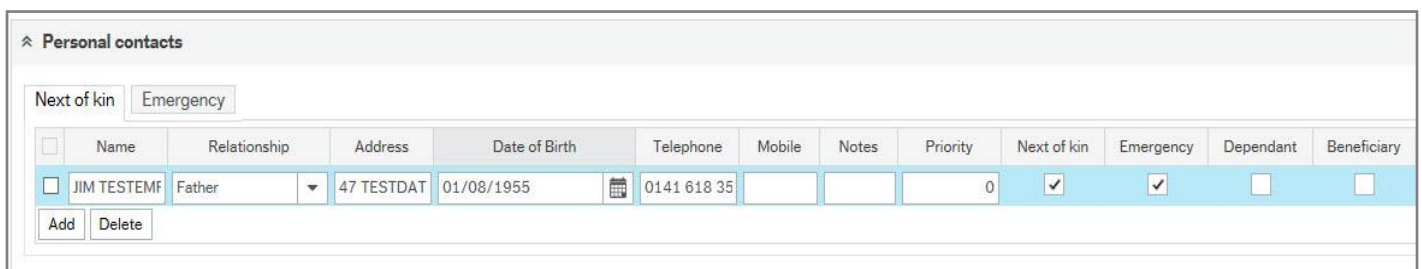 Personal contacts
Next of kin Emergency
Name Relationship Address Date of Birth Telephone Mobile Notes Priority Next of kin Emergency Dependant Beneficiary
JIM TESTEMF Father 47 TESTDAT 01/08/1955 0141 618 35 0
Add Delete